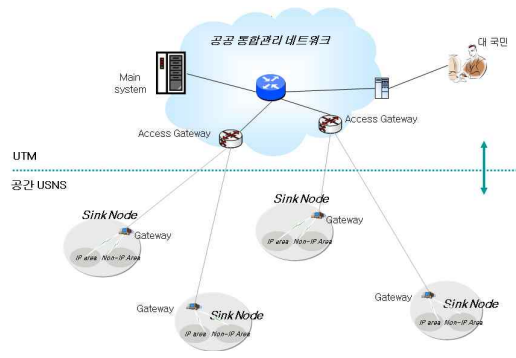 공공 통합관리 네트워크
대 국민
Main
system
Access Gateway
Access Gateway
UTM
공간 USNS
Sink Node
Gateway
IP area
Non-IP Area
Sink Node
Gateway
IP area
Non-IP Area
Gateway
Sink Node
IP area
Non-IP Area
Gateway
Sink Node
IP area
Non-IP Area